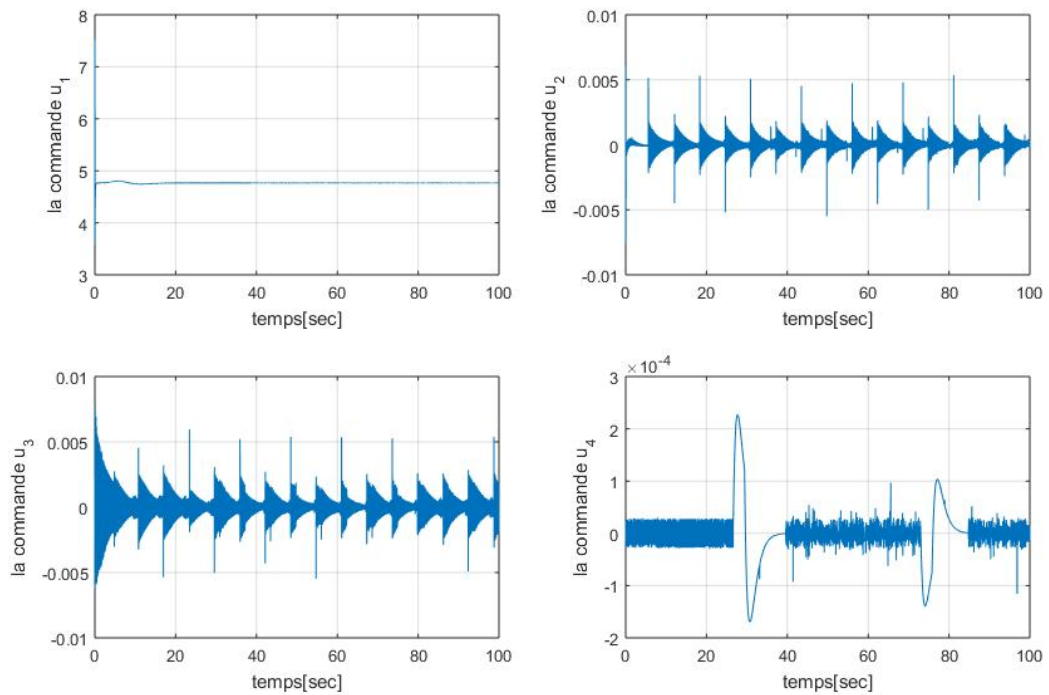 la commande u1
8
7
6
5
4
3
0 20 40 60 80 100
temps[sec]
la commande u2
0.01
0.005
0
-0.005
-0.01
0 20 40 60 80 100
temps[sec]
la commande u3
0.01
0.005
0
-0.005
-0.01
0 20 40 60 80 100
temps[sec]
la commande u4
×10-4
3
2
1
0
-1
-2
0 20 40 60 80 100
temps[sec]